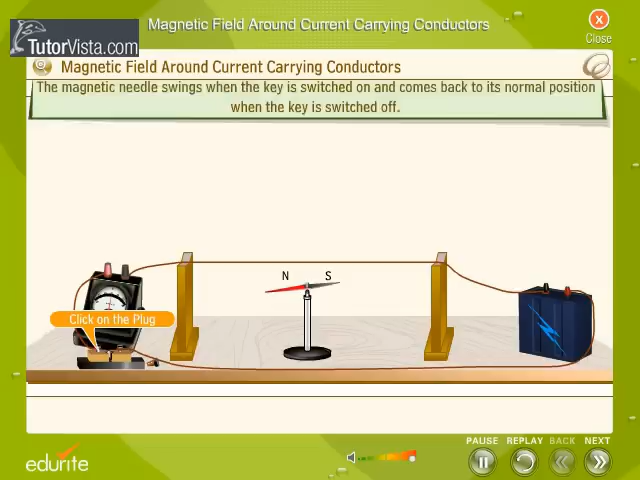 Magnetic Field Around Current Carrying Conductors
TutorVista.com
Close
Magnetic Field Around Current Carrying Conductors
The magnetic needle swings when the key is switched on and comes back to its normal position
when the key is switched off.
N S
Click on the Plug
PAUSE REPLAY BACK NEXT
edurite